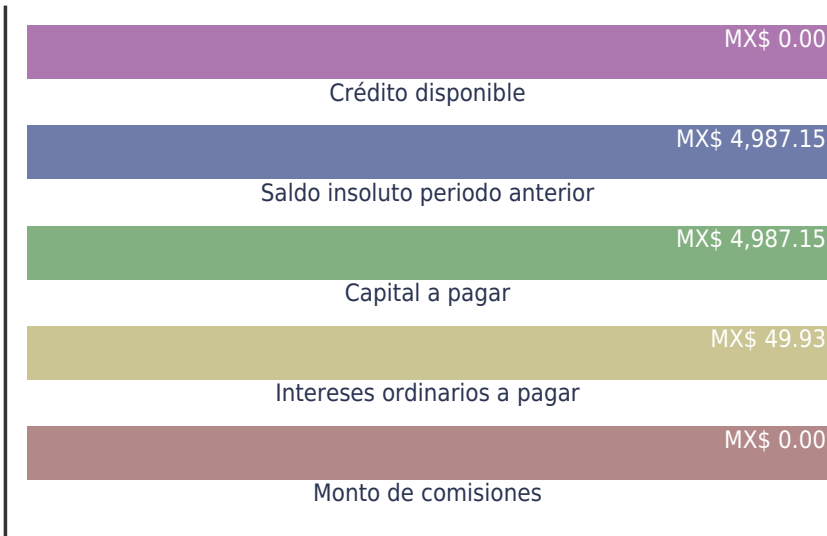 MX$ 0.00
Crédito disponible
MX$ 4,987.15
Saldo insoluto periodo anterior
MX$ 4,987.15
Capital a pagar
MX$ 49.93
Intereses ordinarios a pagar
MX$ 0.00
Monto de comisiones